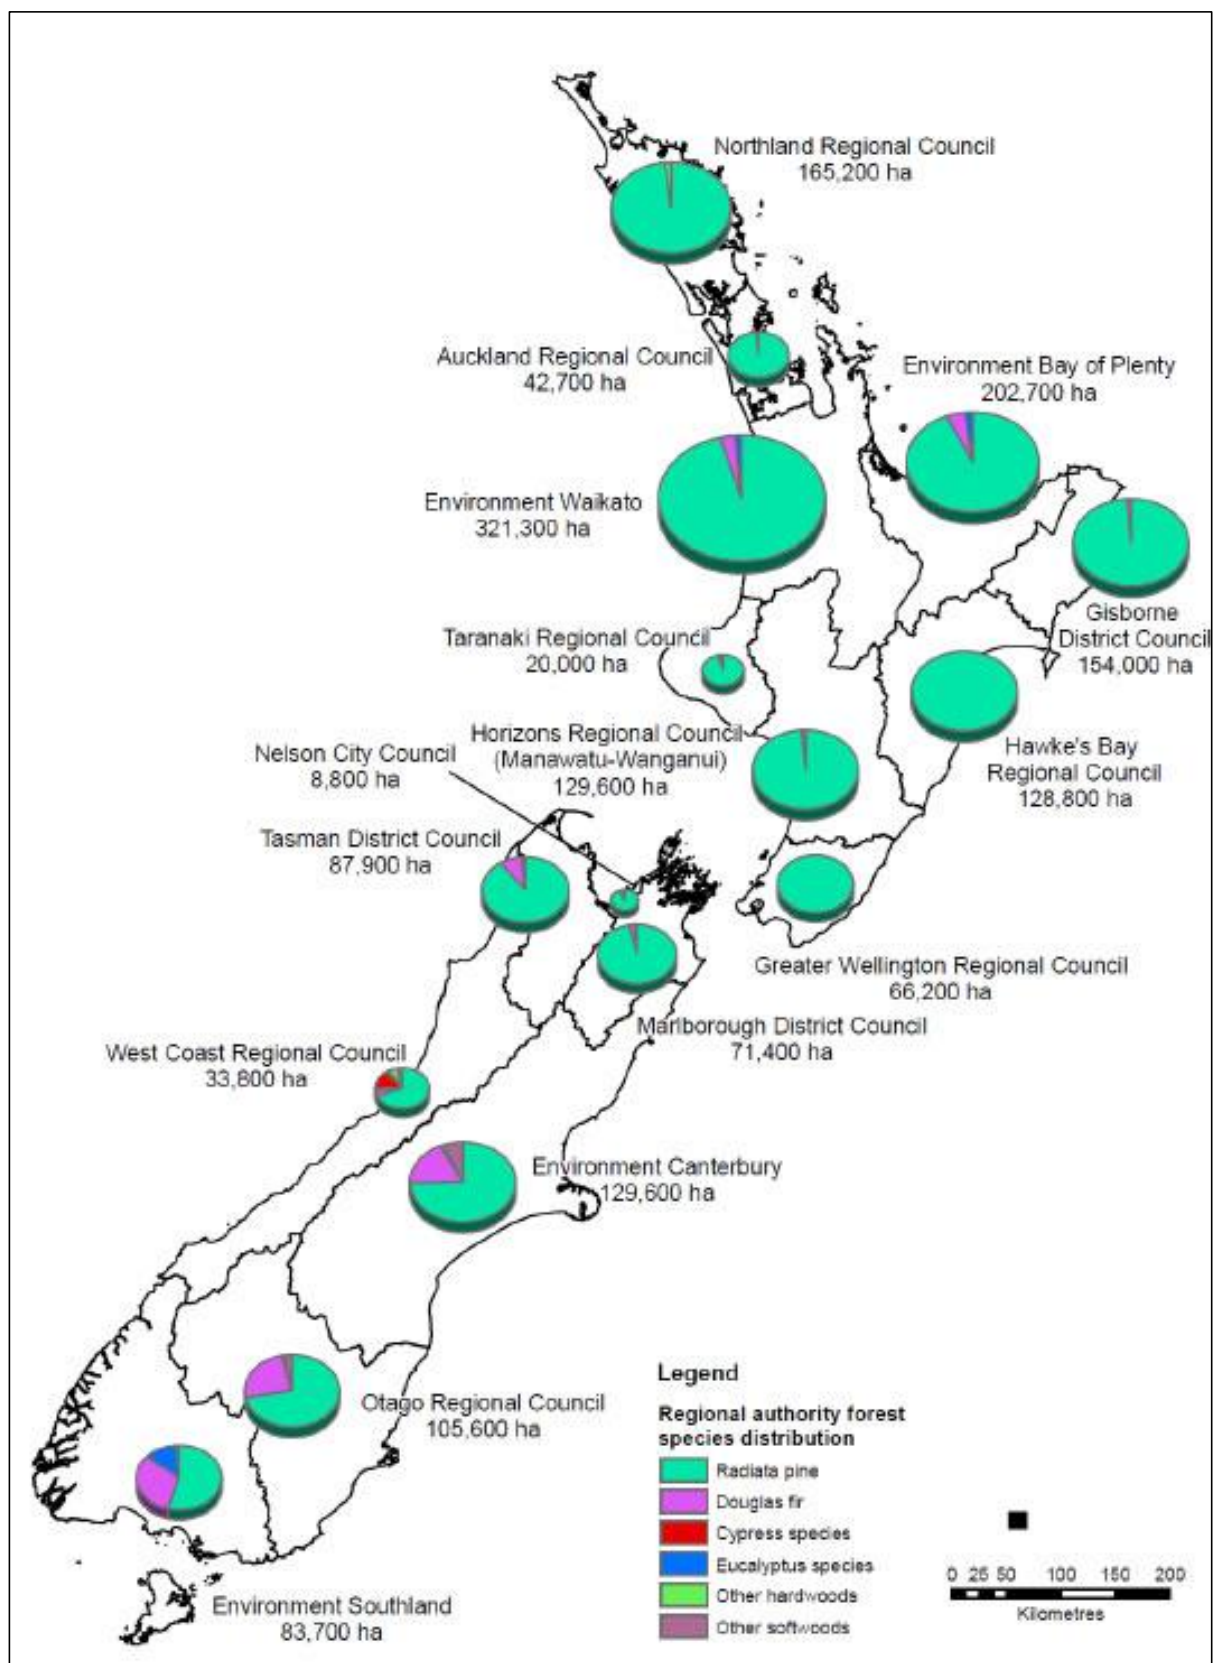 Northland Regional Council
165,200 ha
Auckland Regional Council
42,700 ha
Environment Bay of Plenty
202,700 ha
Environment Waikato
321,300 ha
Gisborne
District Council
154,000 ha
Taranaki Regional Council
20,000 ha
Horizons Regional Council
(Manawatu-Wanganui)
129,600 ha
Hawke's Bay
Regional Council
128,800 ha
Nelson City Council
8,800 ha
Tasman District Council
87,900 ha
Greater Wellington Regional Council
66,200 ha
Marlborough District Council
71,400 ha
West Coast Regional Council
33,800 ha
Environment Canterbury
129,600 ha
Otago Regional Council
105,600 ha
Environment Southland
83,700 ha
Legend
Regional authority forest
species distribution
Radiata pine
Douglas fir
Cypress species
Eucalyptus species
Other hardwoods
Other softwoods
0 25 50 100 150 200
Kilometres